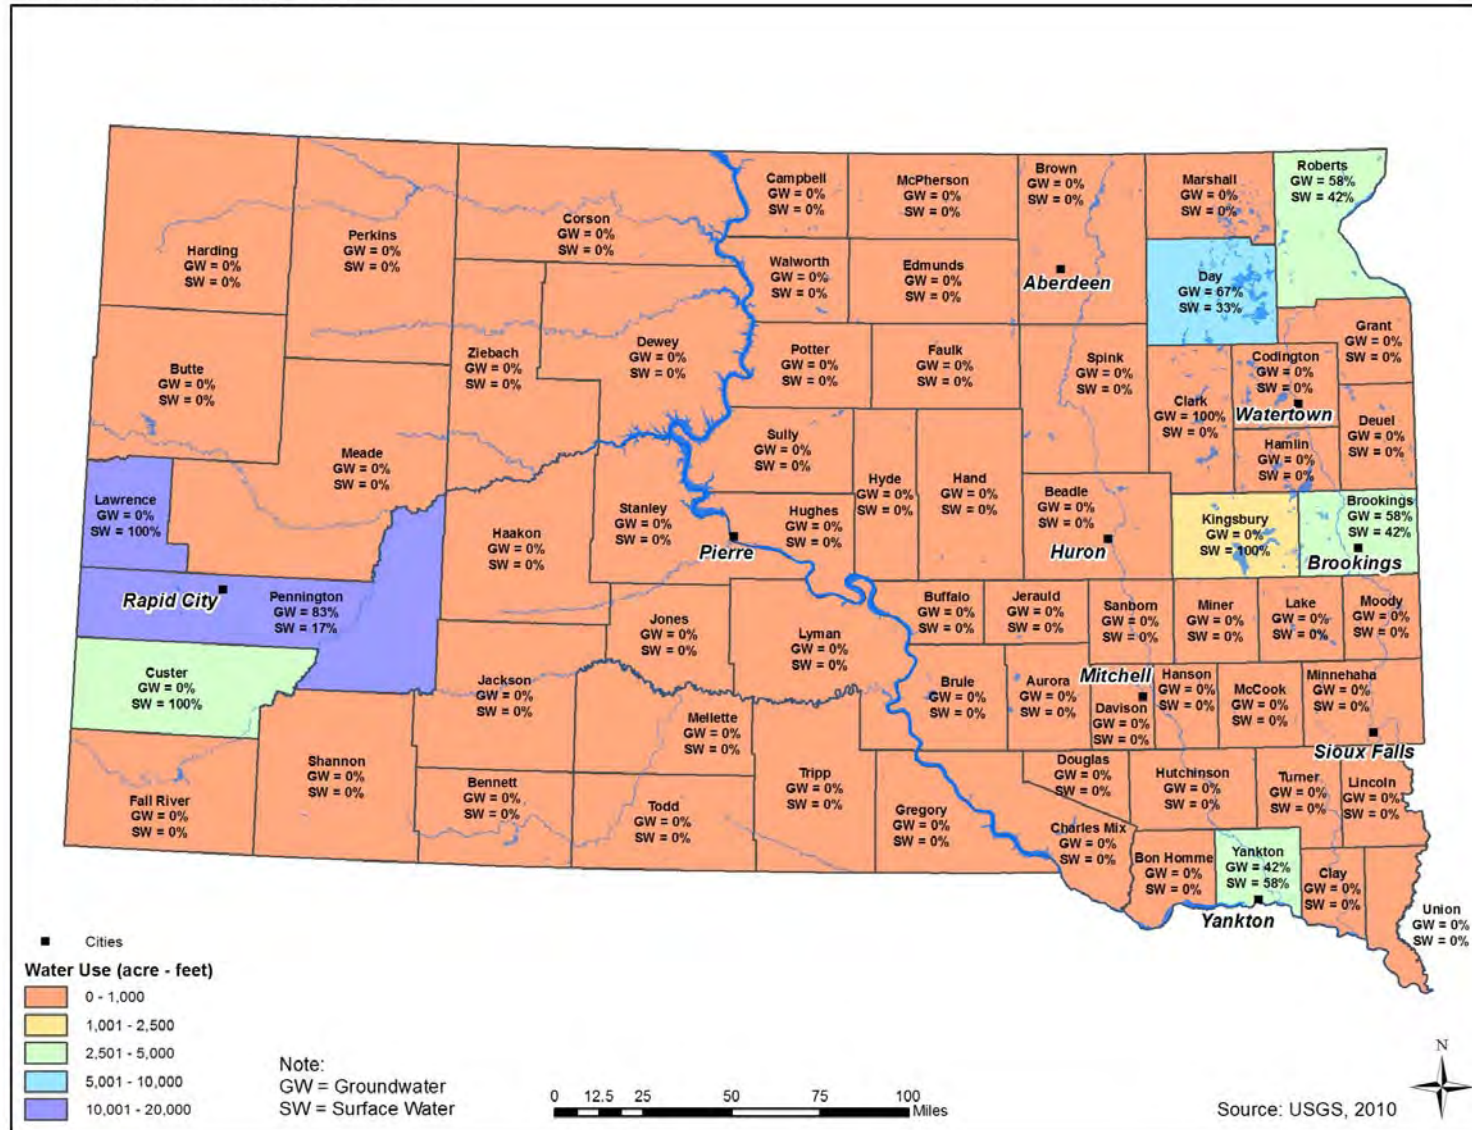 Campbell
GW = 0%
SW = 0%
McPherson
GW = 0%
SW = 0%
Brown
GW = 0%
SW = 0%
Marshall
GW = 0%
SW = 0%
Roberts
GW = 58%
SW = 42%
Harding
GW = 0%
SW = 0%
Perkins
GW = 0%
SW = 0%
Corson
GW = 0%
SW = 0%
Walworth
GW = 0%
SW = 0%
Edmunds
GW = 0%
SW = 0%
Aberdeen
Day
GW = 67%
SW = 33%
Butte
GW = 0%
SW = 0%
Ziebach
GW = 0%
SW = 0%
Dewey
GW = 0%
SW = 0%
Potter
GW = 0%
SW = 0%
Faulk
GW = 0%
SW = 0%
Spink
GW = 0%
SW = 0%
Clark
GW = 100%
SW = 0%
Codington
GW = 0%
SW = 0%
Watertown
Grant
GW = 0%
SW = 0%
Deuel
GW = 0%
SW = 0%
Hamlin
GW = 0%
SW = 0%
Meade
GW = 0%
SW = 0%
Sully
GW = 0%
SW = 0%
Hyde
GW = 0%
SW = 0%
Hand
GW = 0%
SW = 0%
Lawrence
GW = 0%
SW = 100%
Haakon
GW = 0%
SW = 0%
Stanley
GW = 0%
SW = 0%
Pierre
Hughes
GW = 0%
SW = 0%
Beadle
GW = 0%
SW = 0%
Huron
Kingsbury
GW = 0%
SW = 100%
Brookings
GW = 58%
SW = 42%
Brookings
Rapid City
Pennington
GW = 83%
SW = 17%
Jones
GW = 0%
SW = 0%
Lyman
GW = 0%
SW = 0%
Buffalo
GW = 0%
SW = 0%
Jerauld
GW = 0%
SW = 0%
Sanborn
GW = 0%
SW = 0%
Miner
GW = 0%
SW = 0%
Lake
GW = 0%
SW = 0%
Moody
GW = 0%
SW = 0%
Custer
GW = 0%
SW = 100%
Jackson
GW = 0%
SW = 0%
Mellette
GW = 0%
SW = 0%
Brule
GW = 0%
SW = 0%
Aurora
GW = 0%
SW = 0%
Mitchell
Davison
GW = 0%
SW = 0%
Hanson
GW = 0%
SW = 0%
McCook
GW = 0%
SW = 0%
Minnehaha
GW = 0%
SW = 0%
Sioux Falls
Fall River
GW = 0%
SW = 0%
Shannon
GW = 0%
SW = 0%
Bennett
GW = 0%
SW = 0%
Todd
GW = 0%
SW = 0%
Tripp
GW = 0%
SW = 0%
Gregory
GW = 0%
SW = 0%
Douglas
GW = 0%
SW = 0%
Charles Mix
GW = 0%
SW = 0%
Hutchinson
GW = 0%
SW = 0%
Turner
GW = 0%
SW = 0%
Lincoln
GW = 0%
SW = 0%
Bon Homme
GW = 0%
SW = 0%
Yankton
GW = 42%
SW = 58%
Yankton
Clay
GW = 0%
SW = 0%
Union
GW = 0%
SW = 0%
Cities
Water Use (acre - feet)
0 - 1,000
1,001 - 2,500
2,501 - 5,000
5,001 - 10,000
10,001 - 20,000
Note:
GW = Groundwater
SW = Surface Water
0 12.5 25 50 75 100
Miles
N
Source: USGS, 2010